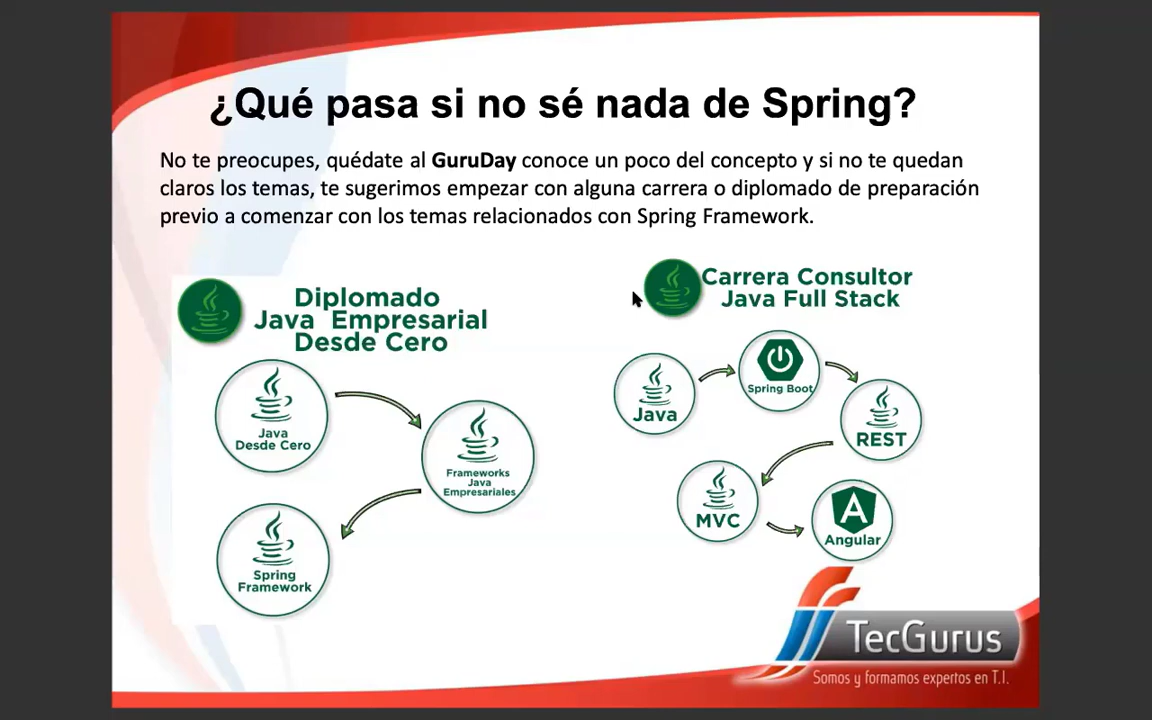 ¿Qué pasa si no sé nada de Spring?
No te preocupes, quédate al GuruDay conoce un poco del concepto y si no te quedan
claros los temas, te sugerimos empezar con alguna carrera o diplomado de preparación
previo a comenzar con los temas relacionados con Spring Framework.
Diplomado
Java Empresarial
Desde Cero
Java
Desde Cero
Frameworks
Java
Empresariales
Spring
Framework
Carrera Consultor
Java Full Stack
Java
Spring Boot
REST
MVC
Angular
TecGurus
Somos y formamos expertos en T.I.